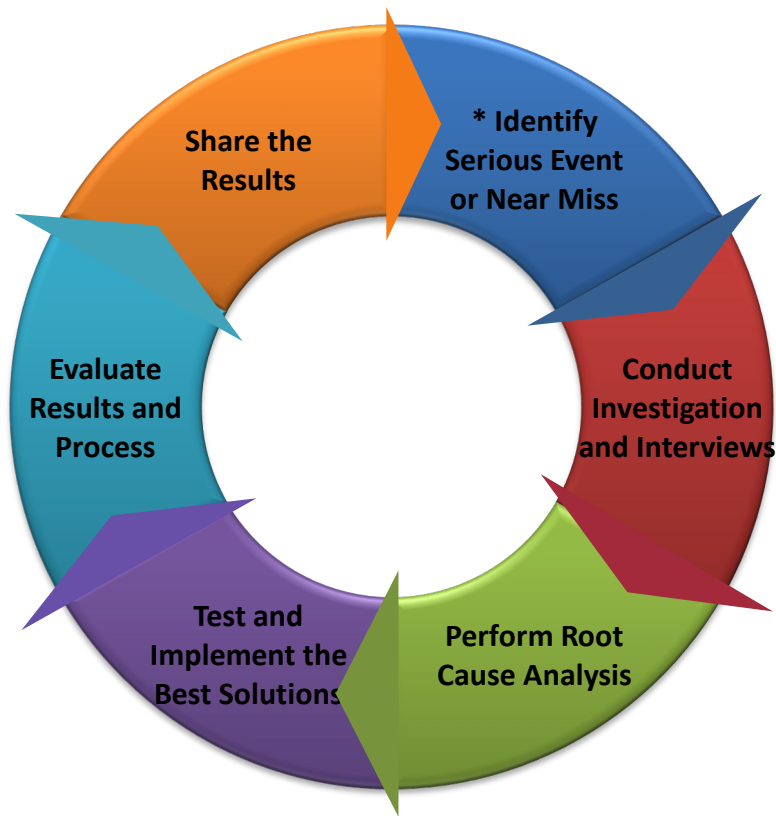 * Identify
Serious Event
or Near Miss
Conduct
Investigation
and Interviews
Perform Root
Cause Analysis
Test and
Implement the
Best Solutions
Evaluate
Results and
Process
Share the
Results